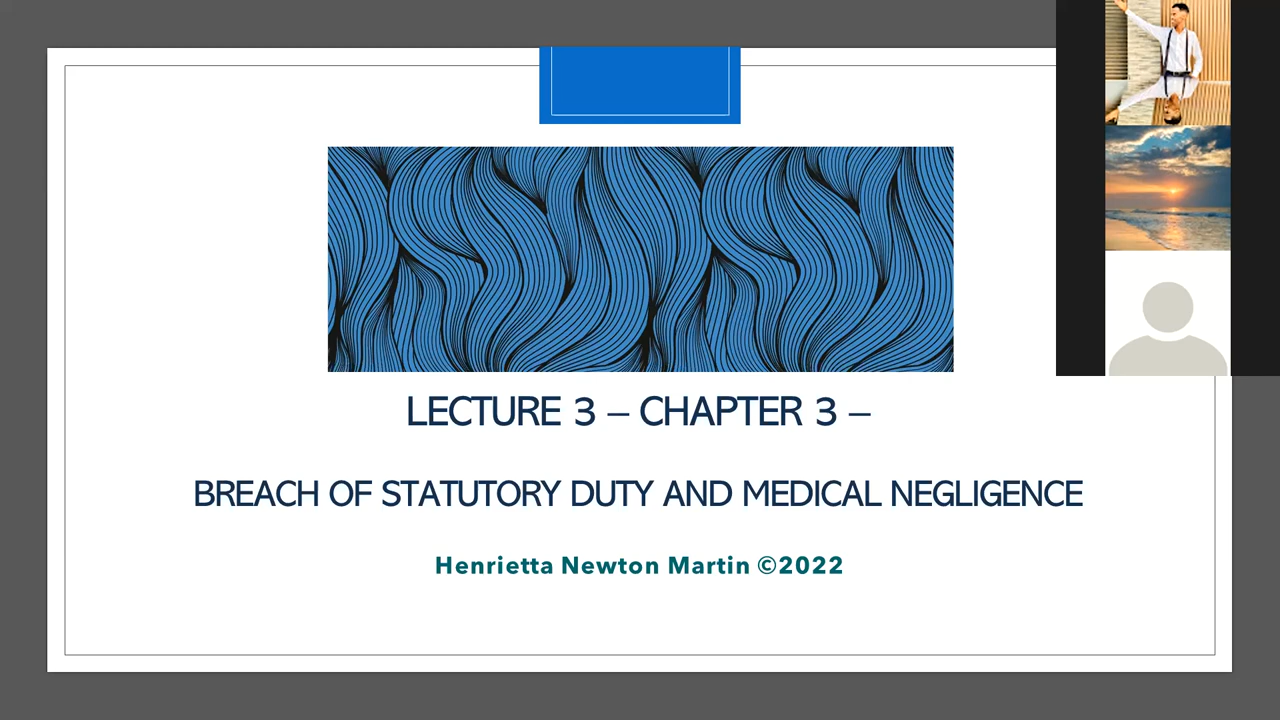 LECTURE 3 – CHAPTER 3 –
BREACH OF STATUTORY DUTY AND MEDICAL NEGLIGENCE
Henrietta Newton Martin ©2022